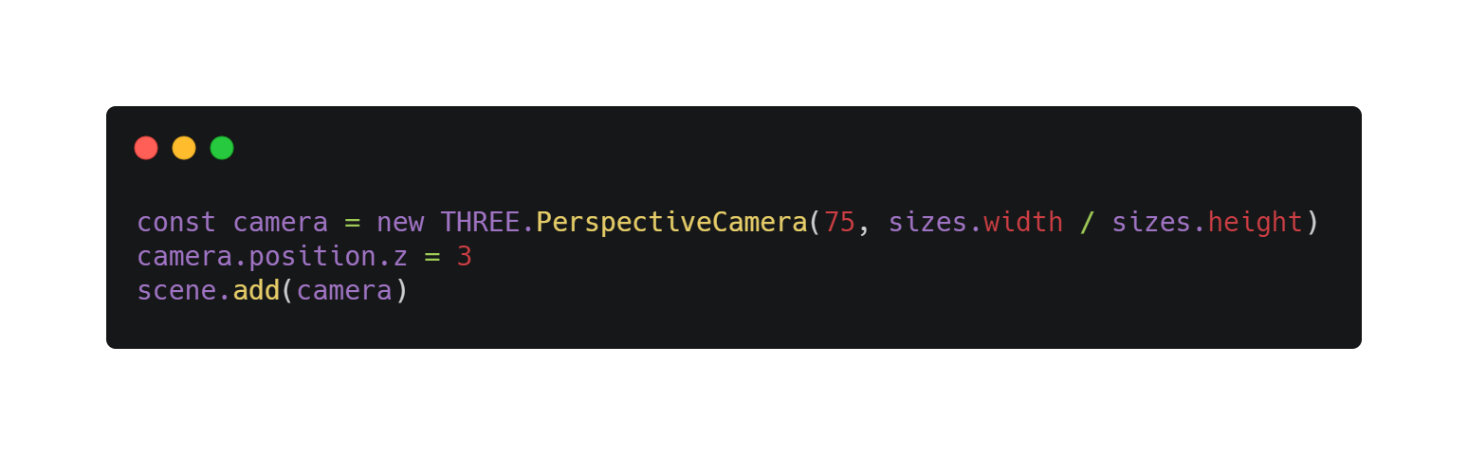 const camera = new THREE.PerspectiveCamera(75, sizes.width / sizes.height)
camera.position.z = 3
scene.add(camera)